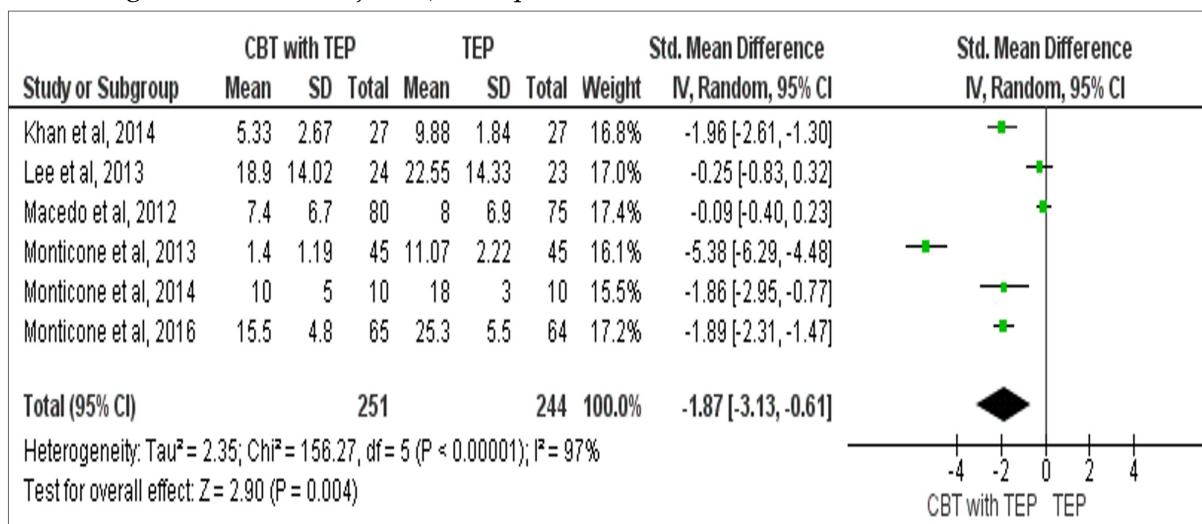 CBT with TEP TEP Std. Mean Difference Std. Mean Difference
Study or Subgroup Mean SD Total Mean SD Total Weight IV, Random, 95% CI IV, Random, 95% CI
Khan et al, 2014 5.33 2.67 27 9.88 1.84 27 16.8% -1.96 [-2.61, -1.30]
Lee et al, 2013 18.9 14.02 24 22.55 14.33 23 17.0% -0.25 [-0.83, 0.32]
Macedo et al, 2012 7.4 6.7 80 8 6.9 75 17.4% -0.09 [-0.40, 0.23]
Monticone et al, 2013 1.4 1.19 45 11.07 2.22 45 16.1% -5.38 [-6.29, -4.48]
Monticone et al, 2014 10 5 10 18 3 10 15.5% -1.86 [-2.95, -0.77]
Monticone et al, 2016 15.5 4.8 65 25.3 5.5 64 17.2% -1.89 [-2.31, -1.47]
Total (95% CI) 251 244 100.0% -1.87 [-3.13, -0.61]
Heterogeneity: Tau² = 2.35; Chi² = 156.27, df = 5 (P < 0.00001); I² = 97%
Test for overall effect: Z = 2.90 (P = 0.004)
-4 -2 0 2 4
CBT with TEP TEP